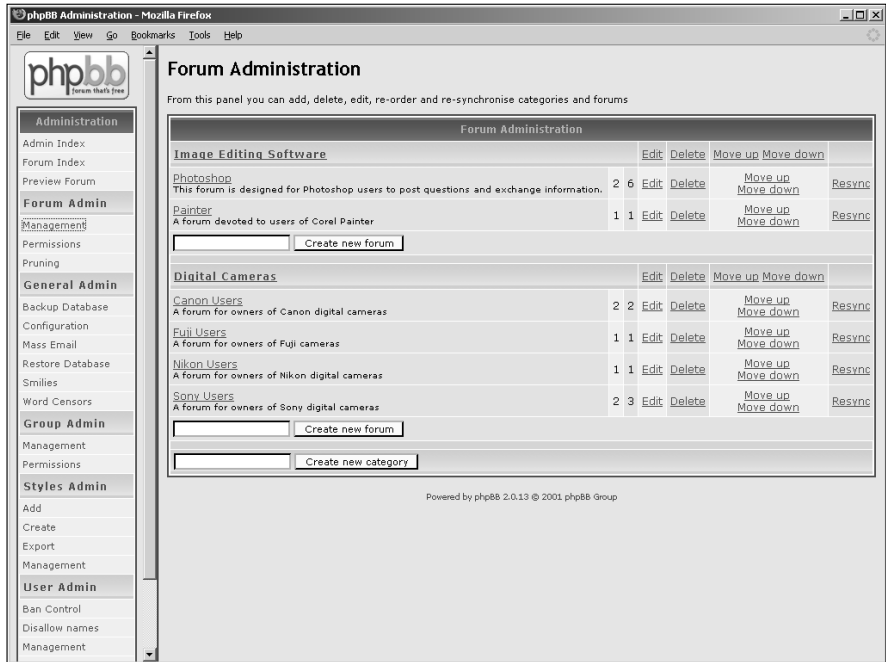 phpBB Administration - Mozilla Firefox
File Edit View Go Bookmarks Tools Help
phpbb
forum that's free
Administration
Admin Index
Forum Index
Preview Forum
Forum Admin
Management
Permissions
Pruning
General Admin
Backup Database
Configuration
Mass Email
Restore Database
Smilies
Word Censors
Group Admin
Management
Permissions
Styles Admin
Add
Create
Export
Management
User Admin
Ban Control
Disallow names
Management
Forum Administration
From this panel you can add, delete, edit, re-order and re-synchronise categories and forums
Forum Administration
Image Editing Software Edit Delete Move up Move down
Photoshop
This forum is designed for Photoshop users to post questions and exchange information. 2 6 Edit Delete Move up Move down Resync
Painter
A forum devoted to users of Corel Painter 1 1 Edit Delete Move up Move down Resync
Create new forum
Digital Cameras Edit Delete Move up Move down
Canon Users
A forum for owners of Canon digital cameras 2 2 Edit Delete Move up Move down Resync
Fuji Users
A forum for owners of Fuji cameras 1 1 Edit Delete Move up Move down Resync
Nikon Users
A forum for owners of Nikon digital cameras 1 1 Edit Delete Move up Move down Resync
Sony Users
A forum for owners of Sony digital cameras 2 3 Edit Delete Move up Move down Resync
Create new forum
Create new category
Powered by phpBB 2.0.13 © 2001 phpBB Group